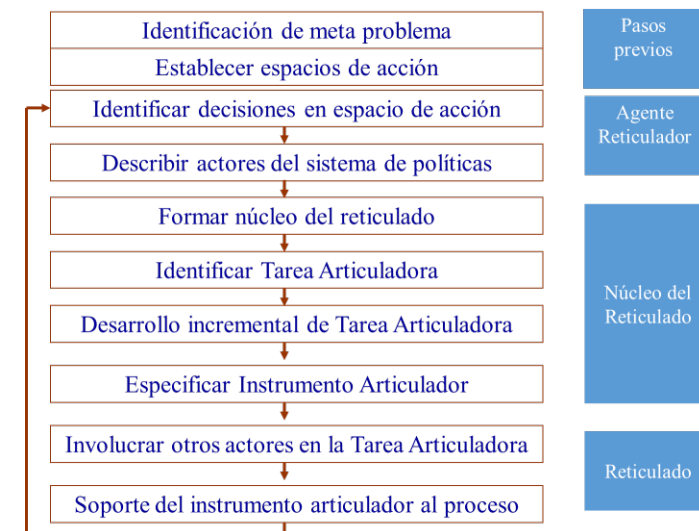 Identificación de meta problema
Establecer espacios de acción
Identificar decisiones en espacio de acción
Describir actores del sistema de políticas
Formar núcleo del reticulado
Identificar Tarea Articuladora
Desarrollo incremental de Tarea Articuladora
Especificar Instrumento Articulador
Involucrar otros actores en la Tarea Articuladora
Soporte del instrumento articulador al proceso
Pasos
previos
Agente
Reticulador
Núcleo del
Reticulado
Reticulado